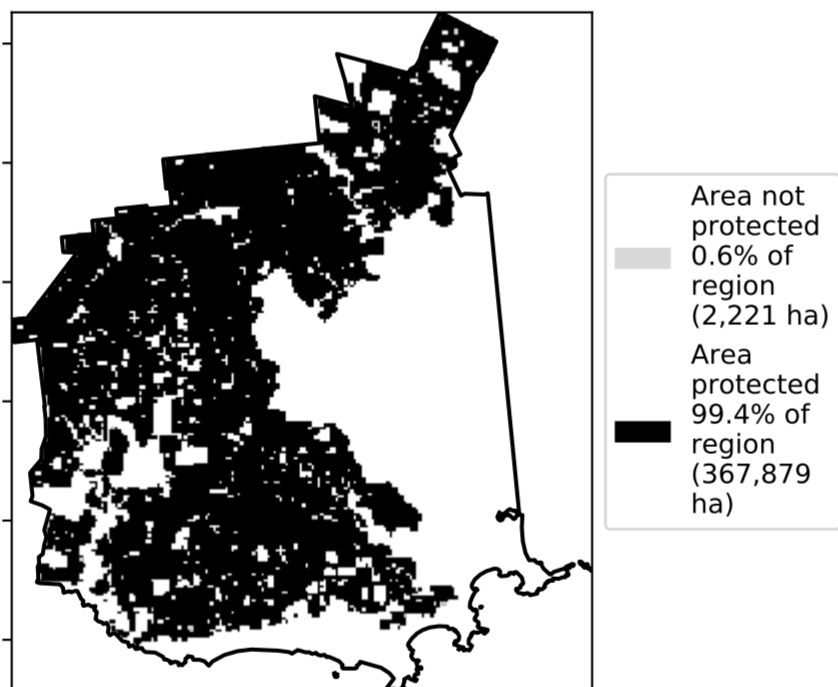 Area not
protected
0.6% of
region
(2,221 ha)
Area
protected
99.4% of
region
(367,879
ha)